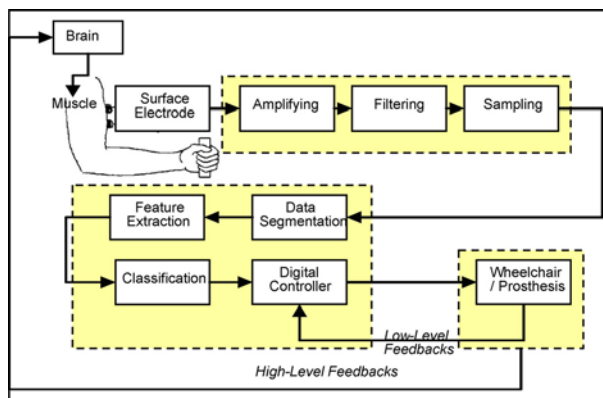 Brain
Muscle
Surface
Electrode
Amplifying
Filtering
Sampling
Feature
Extraction
Data
Segmentation
Classification
Digital
Controller
Wheelchair
/ Prosthesis
Low-Level
Feedbacks
High-Level Feedbacks